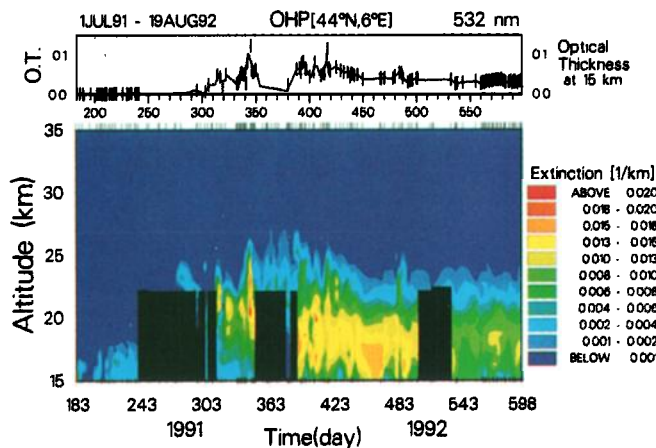 1JUL91 - 19AUG92 OHP[44°N,6°E] 532 nm
O.T.
01
00
01
00
Optical
Thickness
at 15 km
200 250 300 350 400 450 500 550
Altitude (km)
35
30
25
20
15
Extinction [1/km]
ABOVE 0.020
0.016 - 0.020
0.015 - 0.016
0.013 - 0.015
0.010 - 0.013
0.008 - 0.010
0.006 - 0.008
0.004 - 0.006
0.002 - 0.004
0.001 - 0.002
BELOW 0.001
183 243 303 363 423 483 543 598
1991 1992
Time(day)